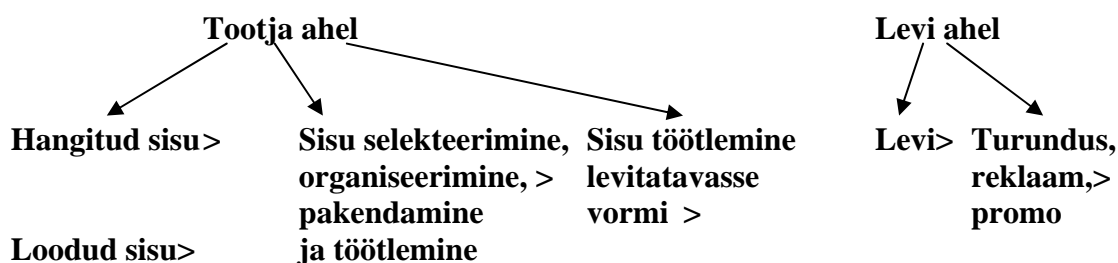 Tootja ahel
Levi ahel
Hangitud sisu>
Sisu selekteerimine,
organiseerimine, >
pakendamine
ja töötlemine
Sisu töötlemine
levitatavasse
vormi >
Levi>
Turundus,
reklaam,>
promo
Loodud sisu>